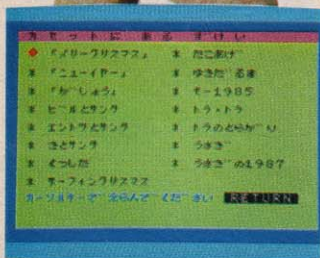 カセットに ある ずけい
* 『メリークリスマス』 * たこあげ
* 『ニューイヤー』 * ゆきだるま
* 『がじょう』 * モー1985
* ビールとサンタ * トラ・トラ
* エントツとサンタ * トラのとらがり
* きとサンタ * うさぎ
* くつした * うさぎの1987
* サーフィンクリスマス
カーソルキーで えらんでください RETURN